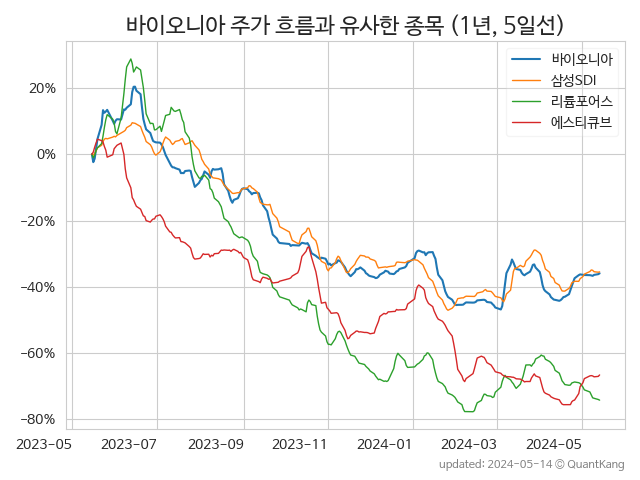 바이오니아 주가 흐름과 유사한 종목 (1년, 5일선)
바이오니아
삼성SDI
리튬포어스
에스티큐브
20%
0%
−20%
−40%
−60%
−80%
2023-05 2023-07 2023-09 2023-11 2024-01 2024-03 2024-05
updated: 2024-05-14 © QuantKang